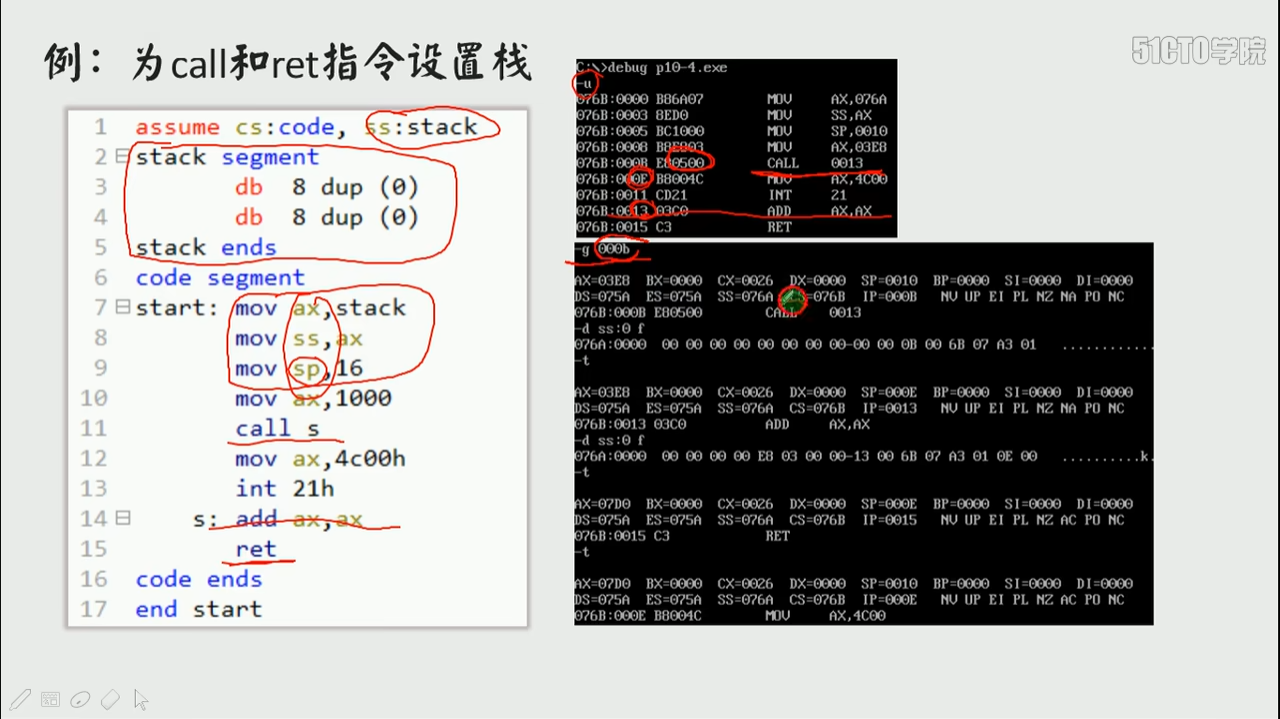 例：为call和ret指令设置栈
51CTO学院
1 assume cs:code, ss:stack
2 stack segment
3 db 8 dup (0)
4 db 8 dup (0)
5 stack ends
6 code segment
7 start: mov ax,stack
8 mov ss,ax
9 mov sp,16
10 mov ax,1000
11 call s
12 mov ax,4c00h
13 int 21h
14 s: add ax,ax
15 ret
16 code ends
17 end start
C:\>debug p10-4.exe
-u
076B:0000 B86A07 MOV AX,076A
076B:0003 8ED0 MOV SS,AX
076B:0005 BC1000 MOV SP,0010
076B:0008 B8E803 MOV AX,03E8
076B:000B E80500 CALL 0013
076B:000E B8004C MOV AX,4C00
076B:0011 CD21 INT 21
076B:0013 03C0 ADD AX,AX
076B:0015 C3 RET
-g 000b
AX=03E8 BX=0000 CX=0026 DX=0000 SP=0010 BP=0000 SI=0000 DI=0000
DS=075A ES=075A SS=076A =076B IP=000B NV UP EI PL NZ NA PO NC
076B:000B E80500 CALL 0013
-d ss:0 f
076A:0000 00 00 00 00 00 00 00 00-00 00 0B 00 6B 07 A3 01 ............
-t
AX=03E8 BX=0000 CX=0026 DX=0000 SP=000E BP=0000 SI=0000 DI=0000
DS=075A ES=075A SS=076A CS=076B IP=0013 NV UP EI PL NZ NA PO NC
076B:0013 03C0 ADD AX,AX
-d ss:0 f
076A:0000 00 00 00 00 E8 03 00 00-13 00 6B 07 A3 01 0E 00 ..........k.
-t
AX=07D0 BX=0000 CX=0026 DX=0000 SP=000E BP=0000 SI=0000 DI=0000
DS=075A ES=075A SS=076A CS=076B IP=0015 NV UP EI PL NZ AC PO NC
076B:0015 C3 RET
-t
AX=07D0 BX=0000 CX=0026 DX=0000 SP=0010 BP=0000 SI=0000 DI=0000
DS=075A ES=075A SS=076A CS=076B IP=000E NV UP EI PL NZ AC PO NC
076B:000E B8004C MOV AX,4C00